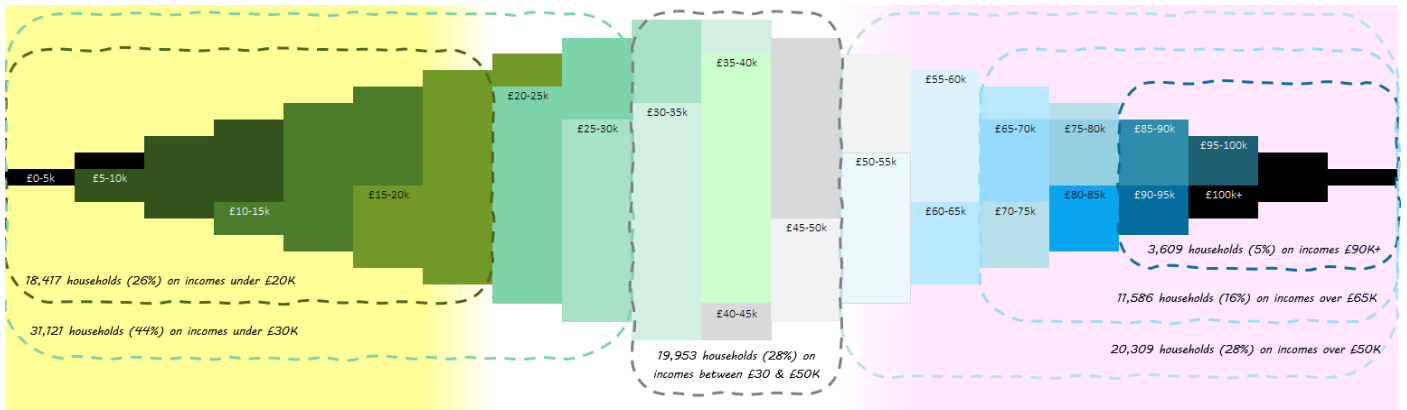 £0-5k
£5-10k
£10-15k
£15-20k
£20-25k
£25-30k
£30-35k
£35-40k
£40-45k
£45-50k
£50-55k
£55-60k
£60-65k
£65-70k
£70-75k
£75-80k
£80-85k
£85-90k
£90-95k
£95-100k
£100k+
18,417 households (26%) on incomes under £20K
31,121 households (44%) on incomes under £30K
19,953 households (28%) on
incomes between £30 & £50K
3,609 households (5%) on incomes £90K+
11,586 households (16%) on incomes over £65K
20,309 households (28%) on incomes over £50K